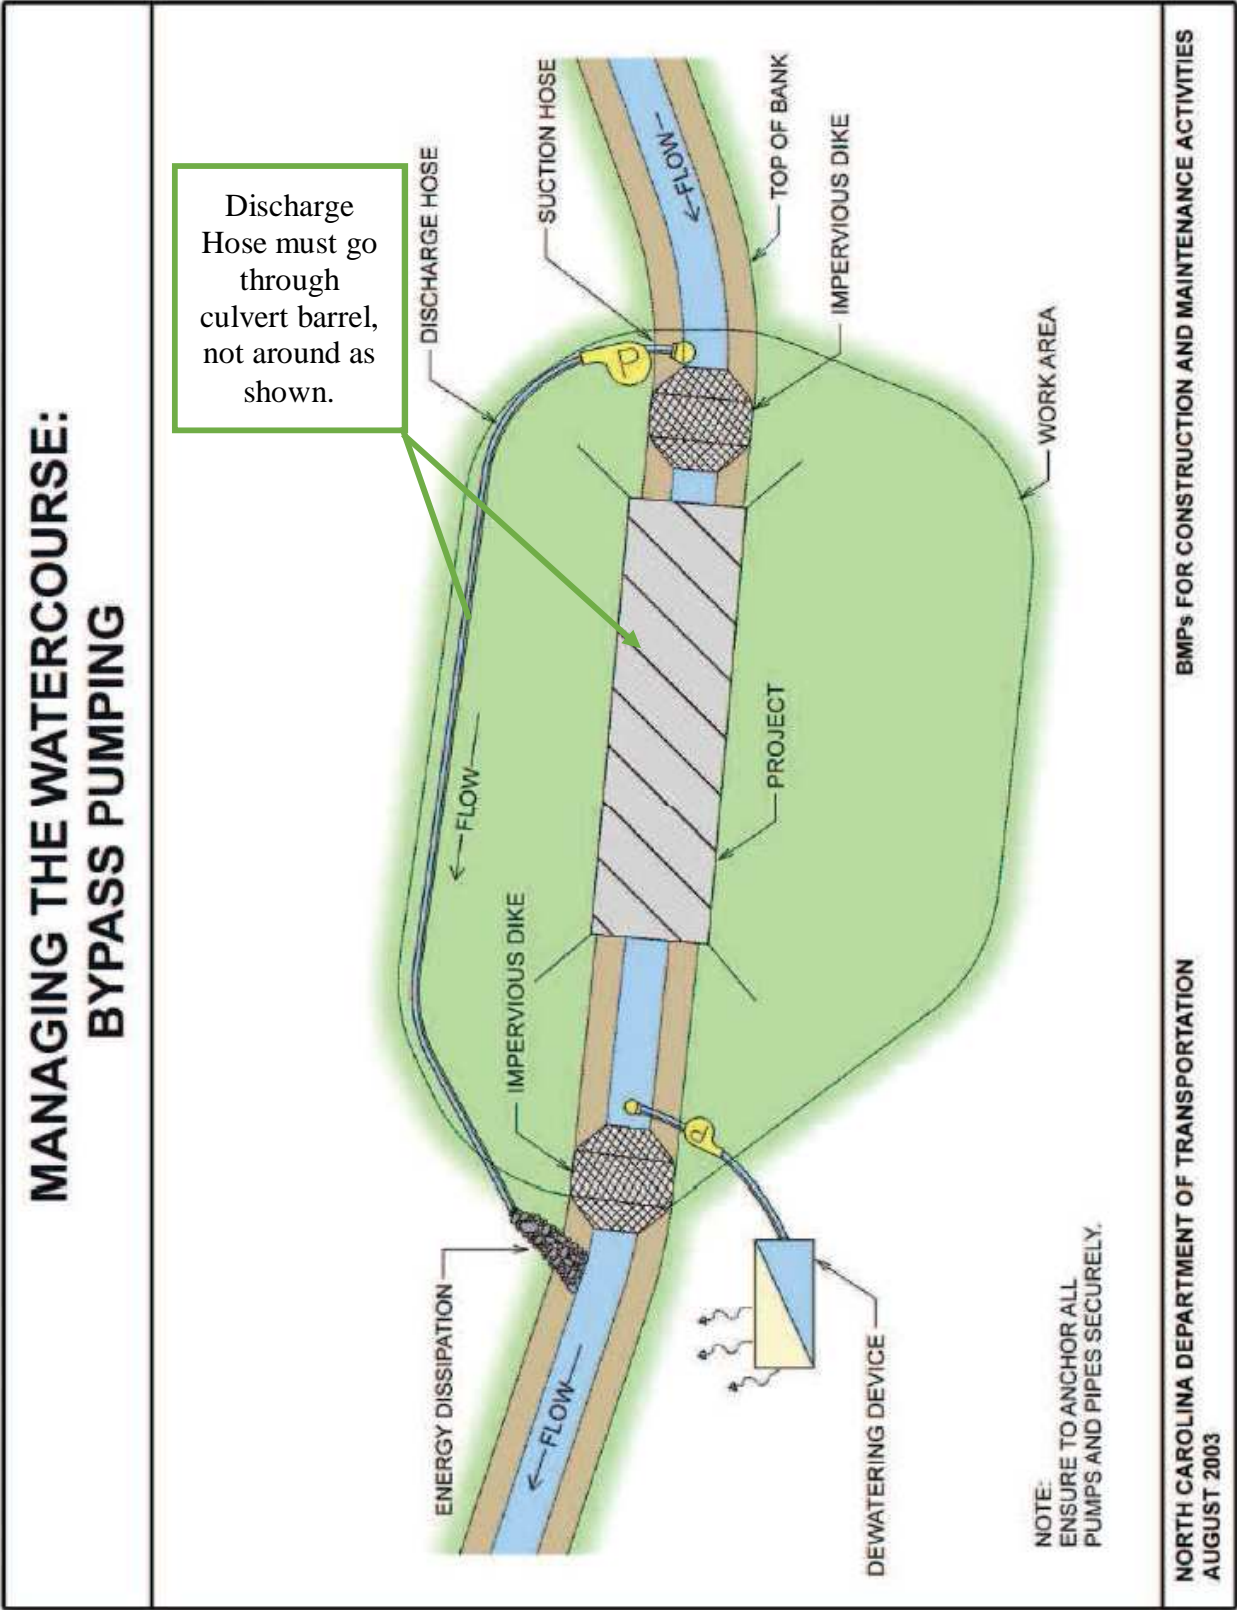 MANAGING THE WATERCOURSE:
BYPASS PUMPING
Discharge
Hose must go
through
culvert barrel,
not around as
shown.
DISCHARGE HOSE
SUCTION HOSE
FLOW
TOP OF BANK
IMPERVIOUS DIKE
WORK AREA
P
FLOW
PROJECT
IMPERVIOUS DIKE
P
ENERGY DISSIPATION
FLOW
DEWATERING DEVICE
NOTE:
ENSURE TO ANCHOR ALL
PUMPS AND PIPES SECURELY.
NORTH CAROLINA DEPARTMENT OF TRANSPORTATION
AUGUST 2003
BMPs FOR CONSTRUCTION AND MAINTENANCE ACTIVITIES